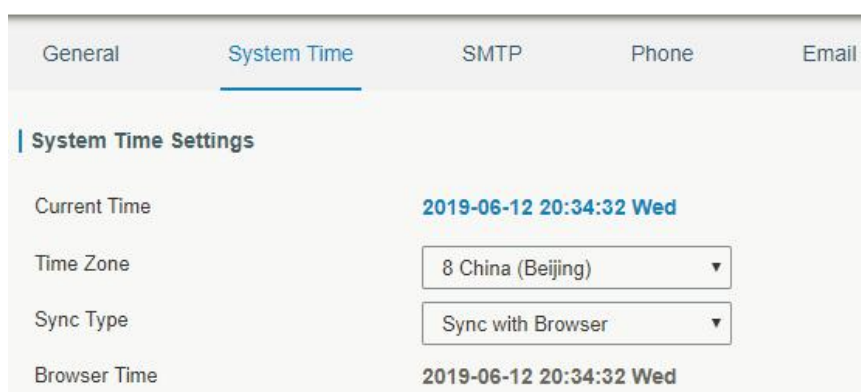 General System Time SMTP Phone Email
System Time Settings
Current Time 2019-06-12 20:34:32 Wed
Time Zone 8 China (Beijing)
Sync Type Sync with Browser
Browser Time 2019-06-12 20:34:32 Wed